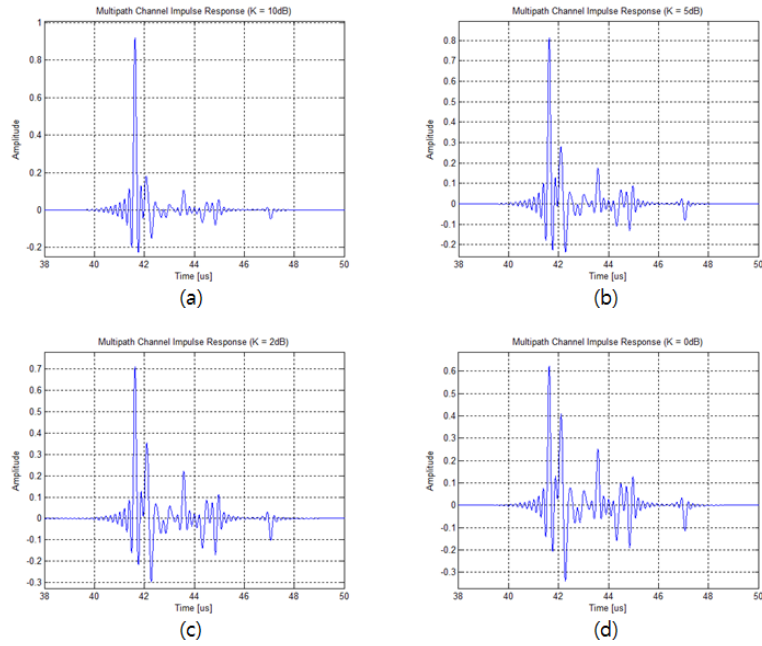 Multipath Channel Impulse Response (K = 10dB)
1
0.8
0.6
0.4
0.2
0
-0.2
Amplitude
38 40 42 44 46 48 50
Time [us]
(a)
Multipath Channel Impulse Response (K = 5dB)
0.8
0.7
0.6
0.5
0.4
0.3
0.2
0.1
0
-0.1
-0.2
Amplitude
38 40 42 44 46 48 50
Time [us]
(b)
Multipath Channel Impulse Response (K = 2dB)
0.7
0.6
0.5
0.4
0.3
0.2
0.1
0
-0.1
-0.2
-0.3
Amplitude
38 40 42 44 46 48 50
Time [us]
(c)
Multipath Channel Impulse Response (K = 0dB)
0.6
0.5
0.4
0.3
0.2
0.1
0
-0.1
-0.2
-0.3
Amplitude
38 40 42 44 46 48 50
Time [us]
(d)